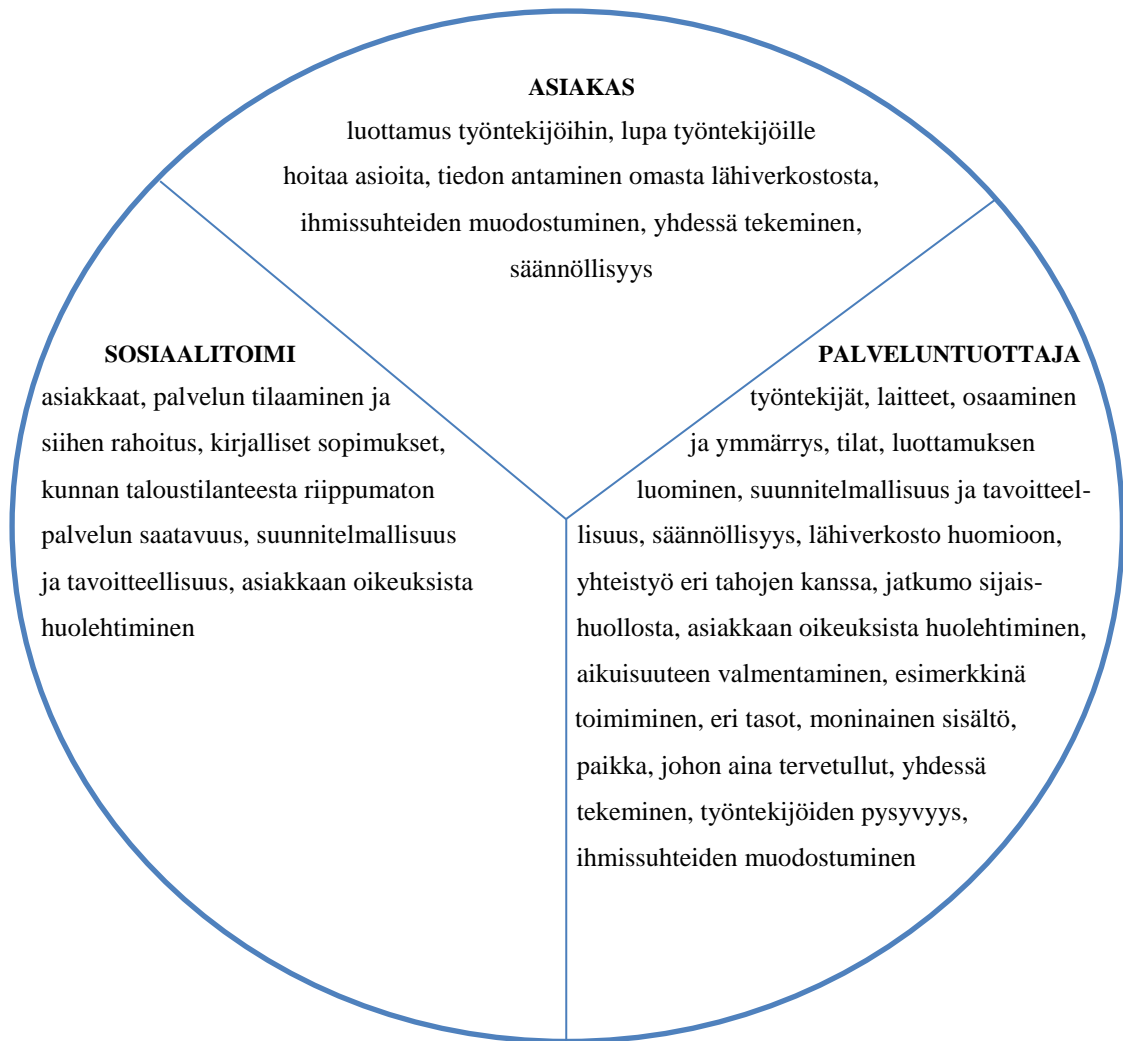 ASIAKAS
luottamus työntekijöihin, lupa työntekijöille
hoitaa asioita, tiedon antaminen omasta lähiverkostosta,
ihmissuhteiden muodostuminen, yhdessä tekeminen,
säännöllisyys
SOSIAALITOIMI
asiakkaat, palvelun tilaaminen ja
siihen rahoitus, kirjalliset sopimukset,
kunnan taloustilanteesta riippumaton
palvelun saatavuus, suunnitelmallisuus
ja tavoitteellisuus, asiakkaan oikeuksista
huolehtiminen
PALVELUNTUOTTAJA
työntekijät, laitteet, osaaminen
ja ymmärrys, tilat, luottamuksen
luominen, suunnitelmallisuus ja tavoitteel-
lisuus, säännöllisyys, lähiverkosto huomioon,
yhteistyö eri tahojen kanssa, jatkumo sijais-
huollosta, asiakkaan oikeuksista huolehtiminen,
aikuisuuteen valmentaminen, esimerkkinä
toimiminen, eri tasot, moninainen sisältö,
paikka, johon aina tervetullut, yhdessä
tekeminen, työntekijöiden pysyvyys,
ihmissuhteiden muodostuminen